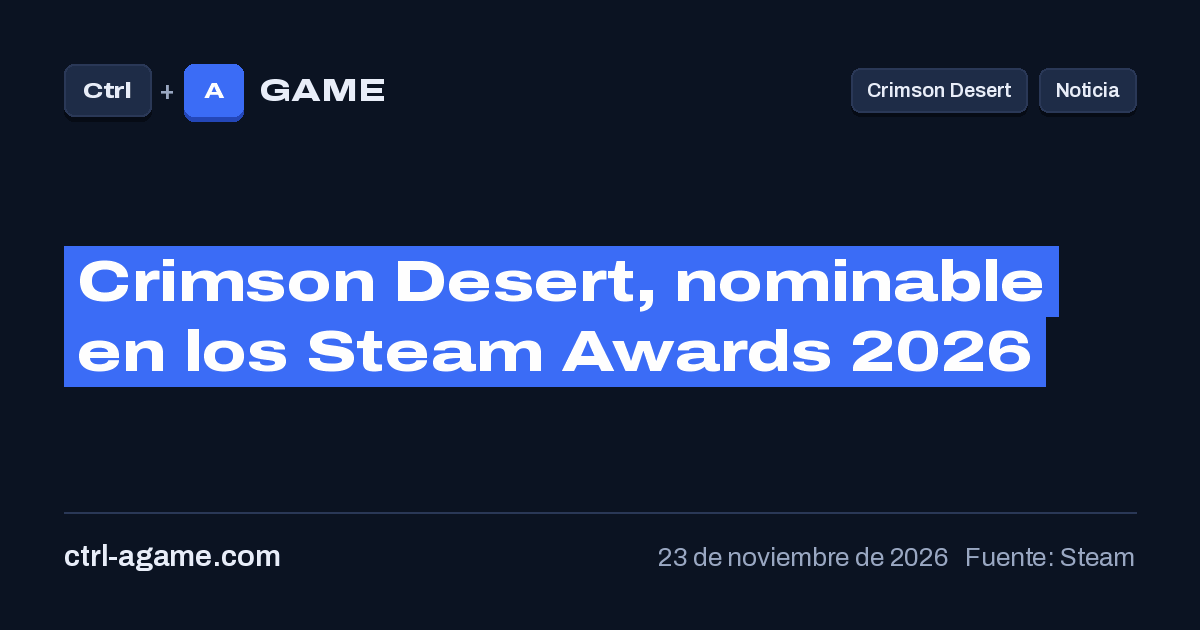 Ctrl + A GAME
Crimson Desert Noticia
Crimson Desert, nominable
en los Steam Awards 2026
ctrl-agame.com
23 de noviembre de 2026 Fuente: Steam